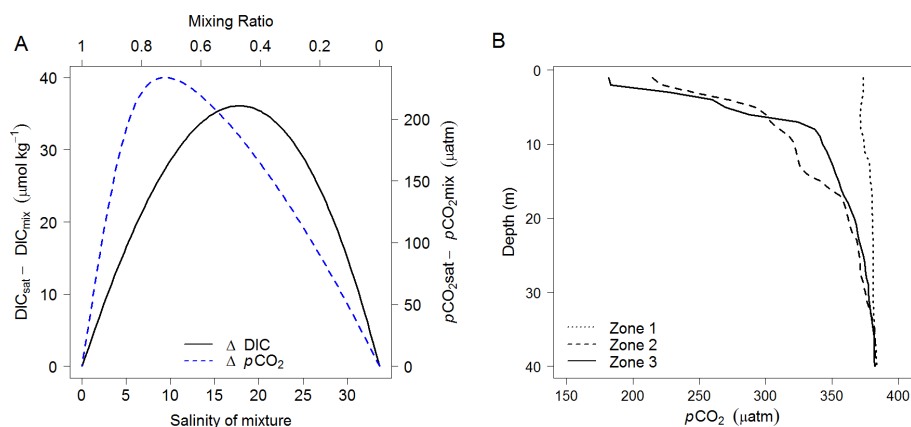 A
Mixing Ratio
1 0.8 0.6 0.4 0.2 0
DICsat − DICmix (μmol kg−1)
0 10 20 30 40
pCO2sat − pCO2mix (μatm)
0 50 100 150 200
Δ DIC
Δ pCO2
0 5 10 15 20 25 30
Salinity of mixture
B
Depth (m)
0 10 20 30 40
Zone 1
Zone 2
Zone 3
150 200 250 300 350 400
pCO2 (μatm)